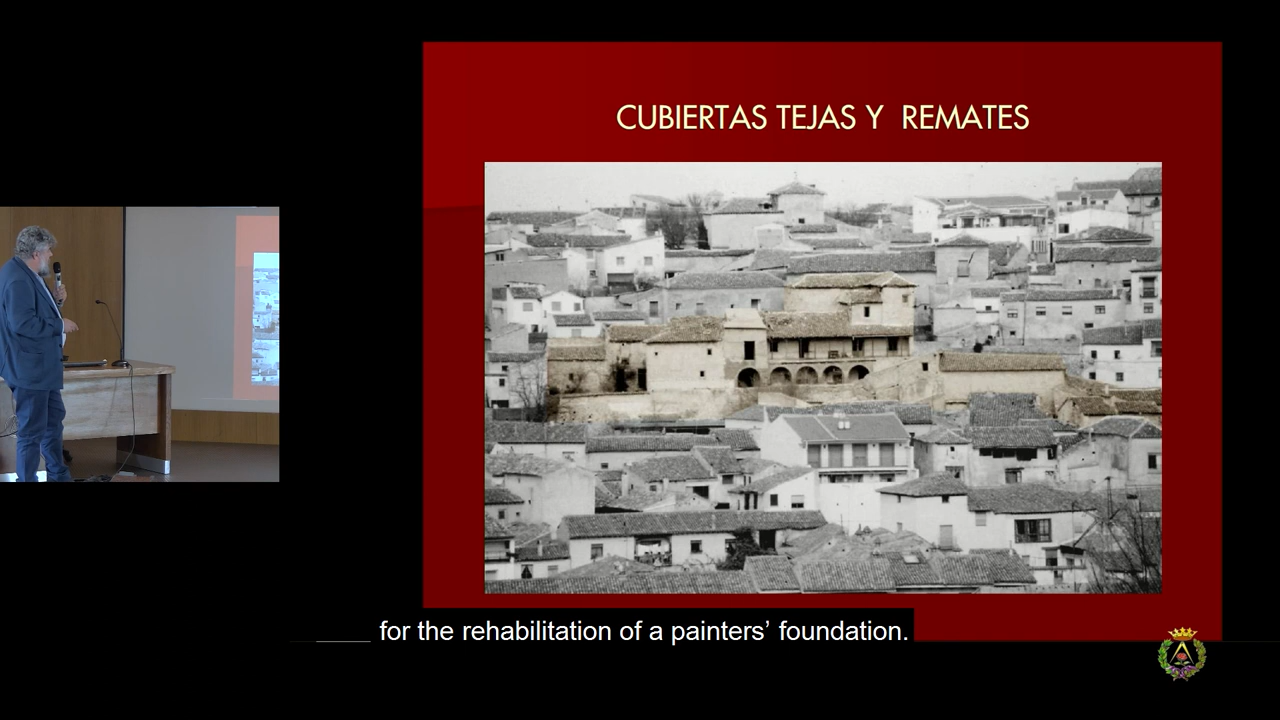 CUBIERTAS TEJAS Y REMATES
for the rehabilitation of a painters’ foundation.